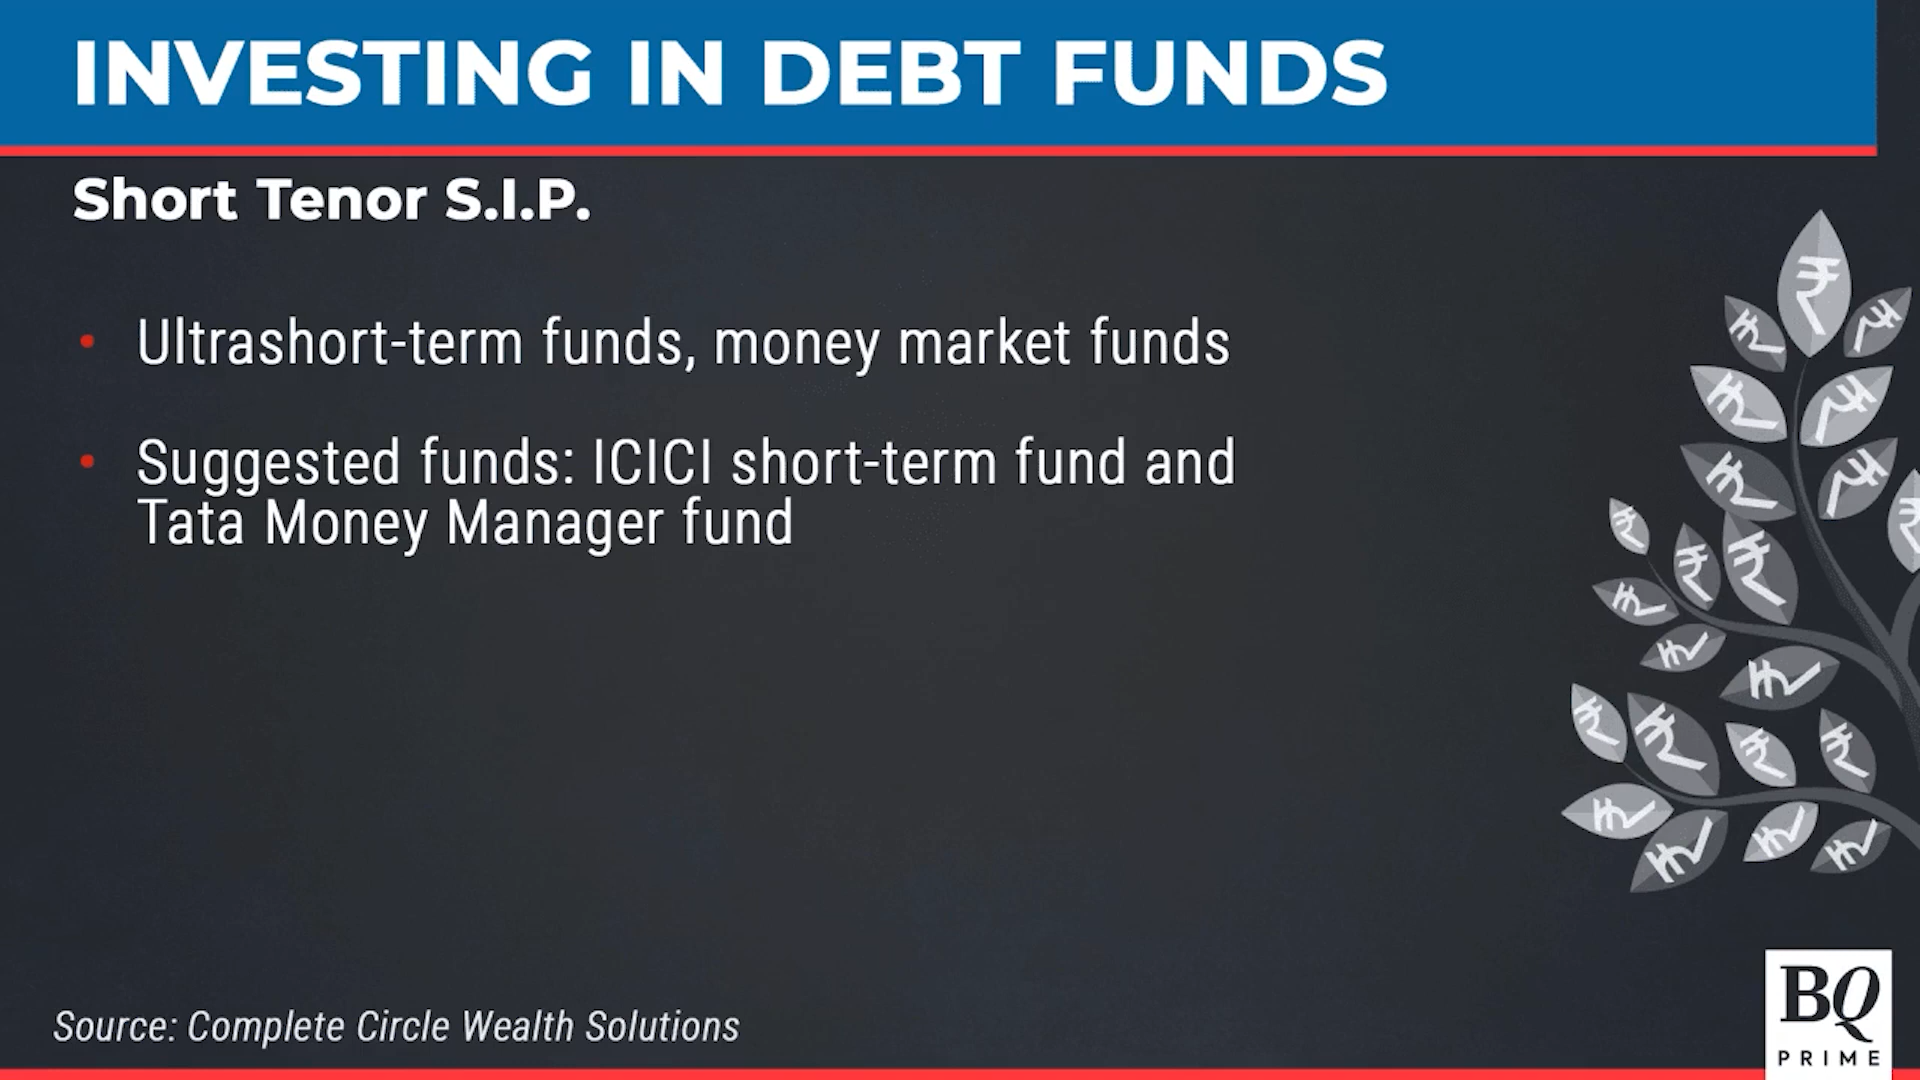 INVESTING IN DEBT FUNDS
Short Tenor S.I.P.
• Ultrashort-term funds, money market funds
• Suggested funds: ICICI short-term fund and
Tata Money Manager fund
Source: Complete Circle Wealth Solutions
BQ
PRIME